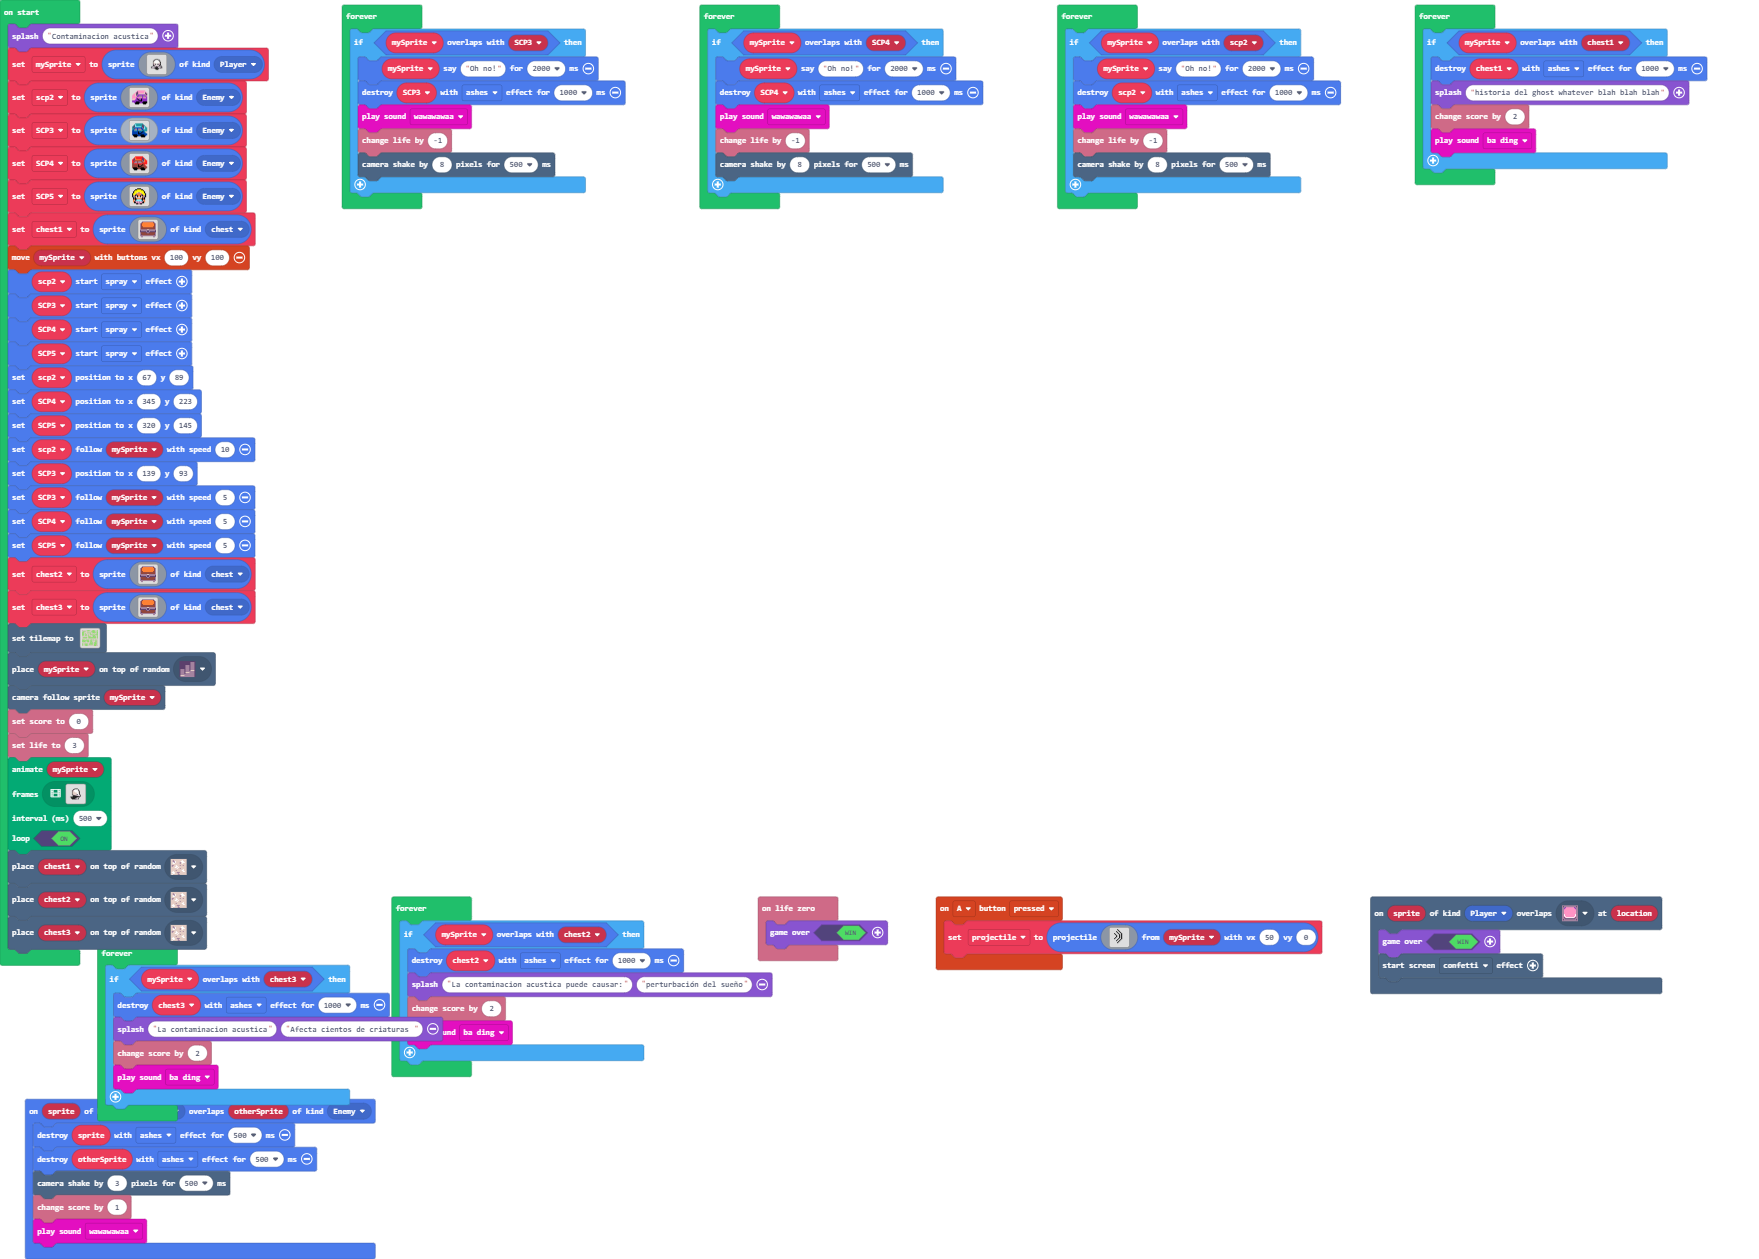 on start
splash "Contaminacion acustica"
set mySprite to sprite of kind Player
set scp2 to sprite of kind Enemy
set SCP3 to sprite of kind Enemy
set SCP4 to sprite of kind Enemy
set SCP5 to sprite of kind Enemy
set chest1 to sprite of kind chest
move mySprite with buttons vx 100 vy 100
scp2 start spray effect
SCP3 start spray effect
SCP4 start spray effect
SCP5 start spray effect
set scp2 position to x 67 y 89
set SCP4 position to x 345 y 223
set SCP5 position to x 320 y 145
set scp2 follow mySprite with speed 10
set SCP3 position to x 139 y 93
set SCP3 follow mySprite with speed 5
set SCP4 follow mySprite with speed 5
set SCP5 follow mySprite with speed 5
set chest2 to sprite of kind chest
set chest3 to sprite of kind chest
set tilemap to
place mySprite on top of random
camera follow sprite mySprite
set score to 0
set life to 3
animate mySprite
frames
interval (ms) 500
loop ON
place chest1 on top of random
place chest2 on top of random
place chest3 on top of random
forever
if mySprite overlaps with SCP3 then
mySprite say "Oh no!" for 2000 ms
destroy SCP3 with ashes effect for 1000 ms
play sound wawawawaa
change life by -1
camera shake by 8 pixels for 500 ms
forever
if mySprite overlaps with SCP4 then
mySprite say "Oh no!" for 2000 ms
destroy SCP4 with ashes effect for 1000 ms
play sound wawawawaa
change life by -1
camera shake by 8 pixels for 500 ms
forever
if mySprite overlaps with scp2 then
mySprite say "Oh no!" for 2000 ms
destroy scp2 with ashes effect for 1000 ms
play sound wawawawaa
change life by -1
camera shake by 8 pixels for 500 ms
forever
if mySprite overlaps with chest1 then
destroy chest1 with ashes effect for 1000 ms
splash "historia del ghost whatever blah blah blah"
change score by 2
play sound ba ding
forever
if mySprite overlaps with chest3 then
destroy chest3 with ashes effect for 1000 ms
splash "La contaminacion acustica" "Afecta cientos de criaturas "
change score by 2
play sound ba ding
forever
if mySprite overlaps with chest2 then
destroy chest2 with ashes effect for 1000 ms
splash "La contaminacion acustica puede causar:" "perturbación del sueño"
change score by 2
und ba ding
on life zero
game over WIN
on A button pressed
set projectile to projectile from mySprite with vx 50 vy 0
on sprite of kind Player overlaps at location
game over WIN
start screen confetti effect
on sprite of overlaps otherSprite of kind Enemy
destroy sprite with ashes effect for 500 ms
destroy otherSprite with ashes effect for 500 ms
camera shake by 3 pixels for 500 ms
change score by 1
play sound wawawawaa